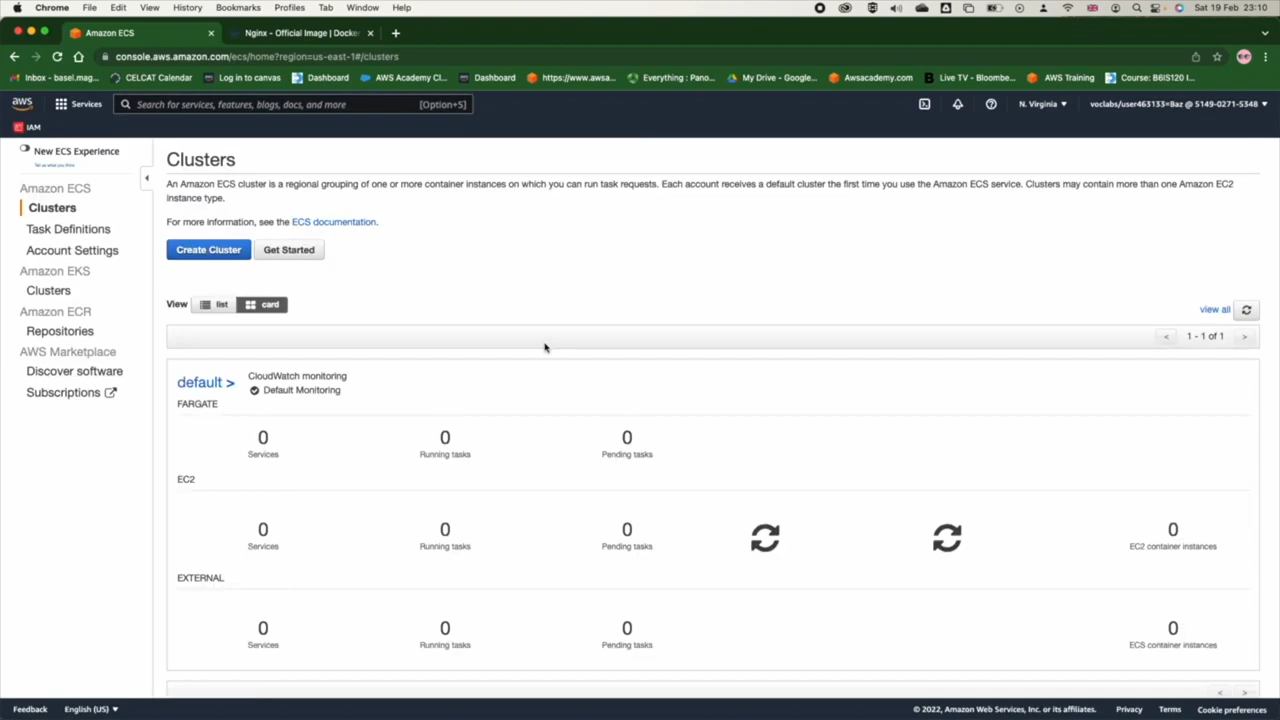 Chrome File Edit View History Bookmarks Profiles Tab Window Help Sat 19 Feb 23:10
Amazon ECS Nginx - Official Image | Docker
console.aws.amazon.com/ecs/home?region=us-east-1#/clusters
Inbox - basel.mag... CELCAT Calendar Log in to canvas Dashboard AWS Academy Cl... Dashboard https://www.awsa... Everything : Pano... My Drive - Google... Awsacademy.com Live TV - Bloombe... AWS Training Course: B6IS120 I...
aws Services Search for services, features, blogs, docs, and more [Option+S] N. Virginia voclabs/user463133=Baz @ 5149-0271-5348
IAM
New ECS Experience
Tell us what you think
Amazon ECS
Clusters
Task Definitions
Account Settings
Amazon EKS
Clusters
Amazon ECR
Repositories
AWS Marketplace
Discover software
Subscriptions
Clusters
An Amazon ECS cluster is a regional grouping of one or more container instances on which you can run task requests. Each account receives a default cluster the first time you use the Amazon ECS service. Clusters may contain more than one Amazon EC2
instance type.
For more information, see the ECS documentation.
Create Cluster Get Started
View list card view all
< 1 - 1 of 1 >
default > CloudWatch monitoring
Default Monitoring
FARGATE
0 0 0
Services Running tasks Pending tasks
EC2
0 0 0 0
Services Running tasks Pending tasks EC2 container instances
EXTERNAL
0 0 0 0
Services Running tasks Pending tasks ECS container instances
< >
Feedback English (US) © 2022, Amazon Web Services, Inc. or its affiliates. Privacy Terms Cookie preferences